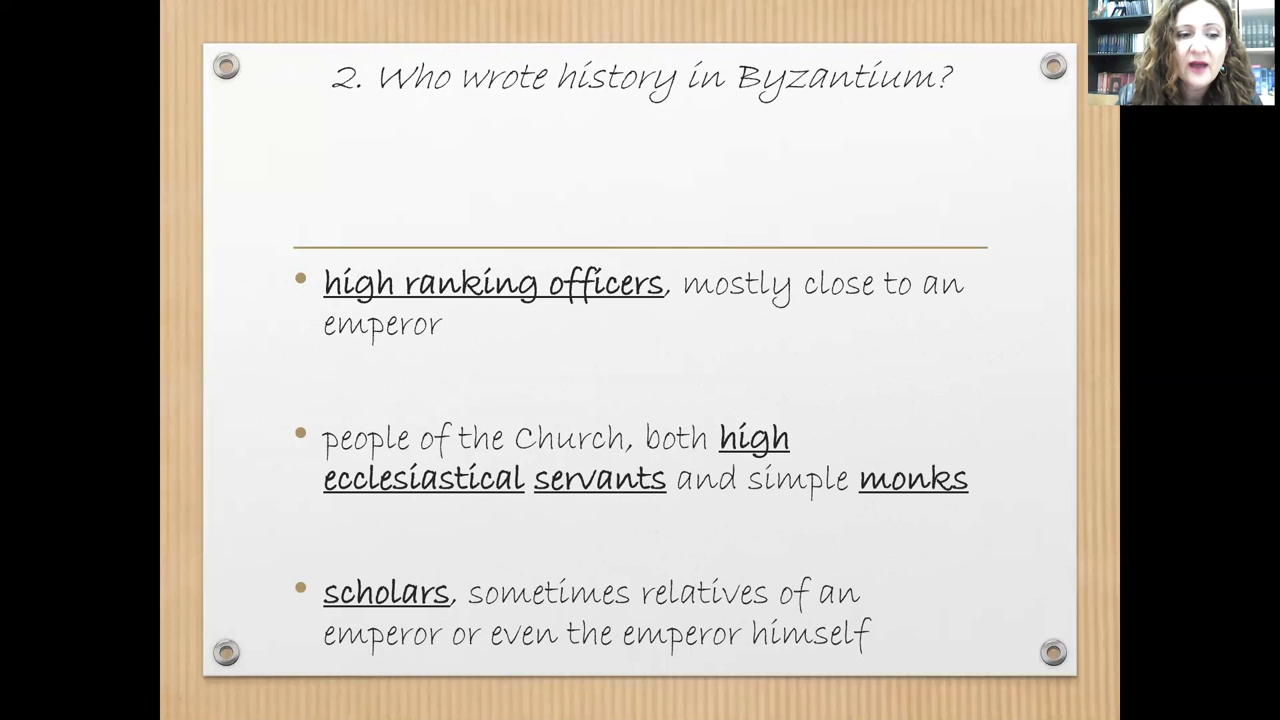 2. Who wrote history in Byzantium?
• high ranking officers, mostly close to an
emperor
• people of the Church, both high
ecclesiastical servants and simple monks
• scholars, sometimes relatives of an
emperor or even the emperor himself